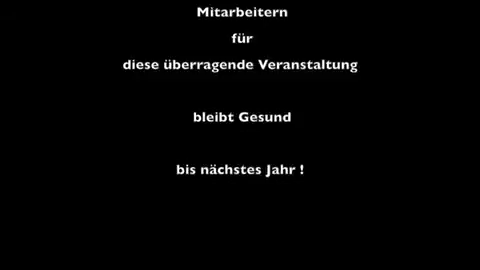 Mitarbeitern
für
diese überragende Veranstaltung
bleibt Gesund
bis nächstes Jahr !